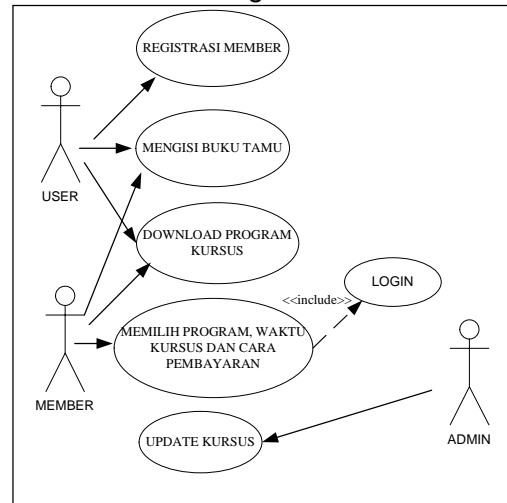 REGISTRASI MEMBER
MENGISI BUKU TAMU
USER
DOWNLOAD PROGRAM
KURSUS
<<include>>
LOGIN
MEMILIH PROGRAM, WAKTU
KURSUS DAN CARA
PEMBAYARAN
MEMBER
UPDATE KURSUS
ADMIN